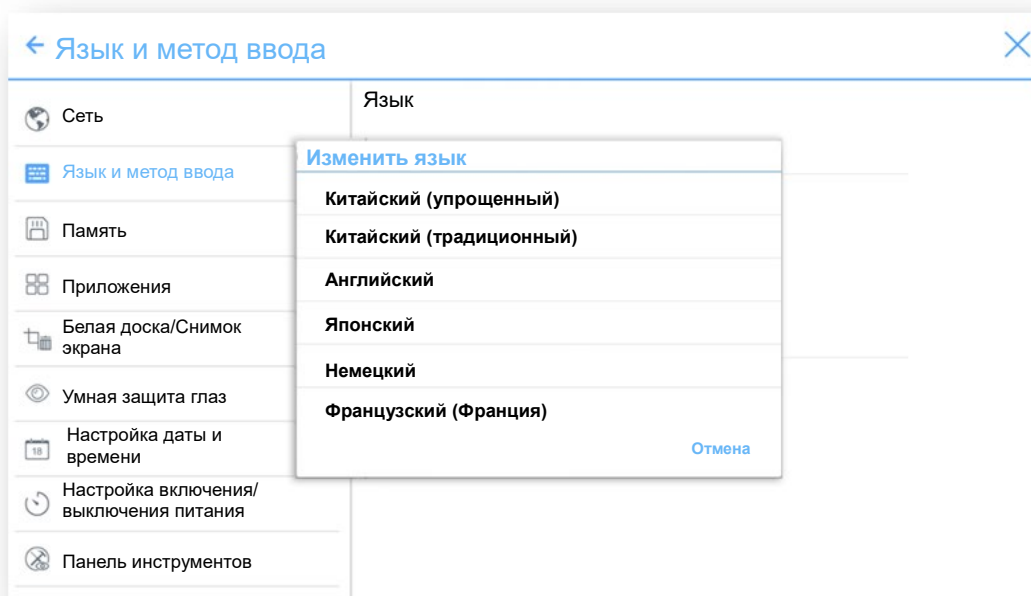 Язык и метод ввода
Сеть
Язык и метод ввода
Память
Приложения
Белая доска/Снимок
экрана
Умная защита глаз
18
Настройка даты и
времени
Настройка включения/
выключения питания
Панель инструментов
Язык
Изменить язык
Китайский (упрощенный)
Китайский (традиционный)
Английский
Японский
Немецкий
Французский (Франция)
Отмена